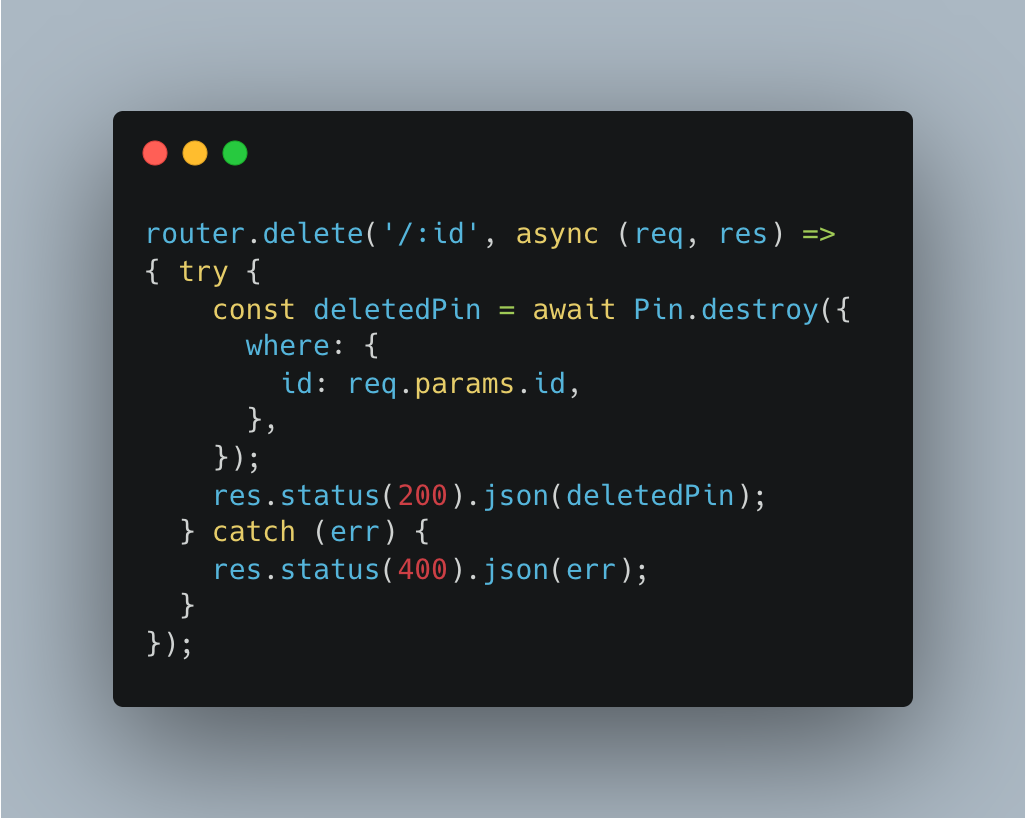 router.delete('/:id', async (req, res) =>
{ try {
    const deletedPin = await Pin.destroy({
      where: {
        id: req.params.id,
      },
    });
    res.status(200).json(deletedPin);
  } catch (err) {
    res.status(400).json(err);
  }
});